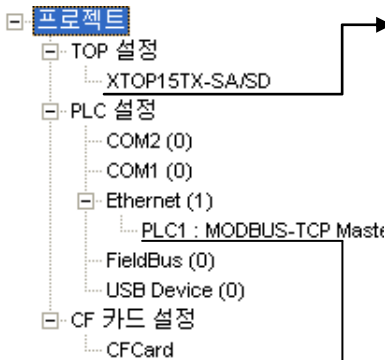 프로젝트
TOP 설정
XTOP15TX-SA/SD
PLC 설정
COM2 (0)
COM1 (0)
Ethernet (1)
PLC1 : MODBUS-TCP Maste
FieldBus (0)
USB Device (0)
CF 카드 설정
CFCard